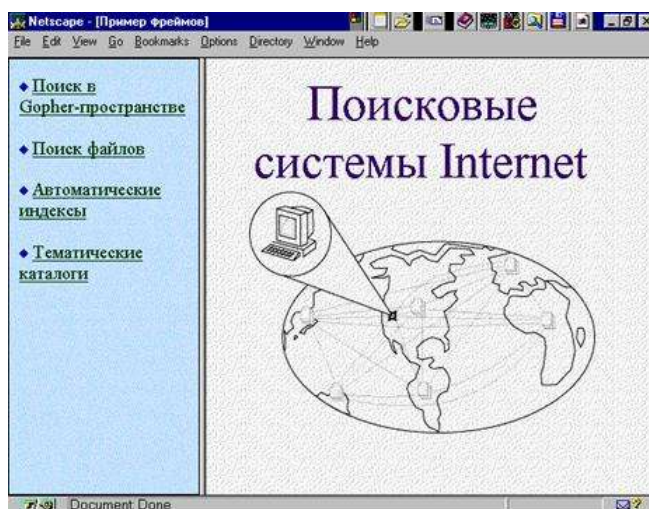 Netscape - [Пример фреймов]
File Edit View Go Bookmarks Options Directory Window Help
Поиск в
Gopher-пространстве
Поиск файлов
Автоматические
индексы
Тематические
каталоги
Поисковые
системы Internet
Document Done